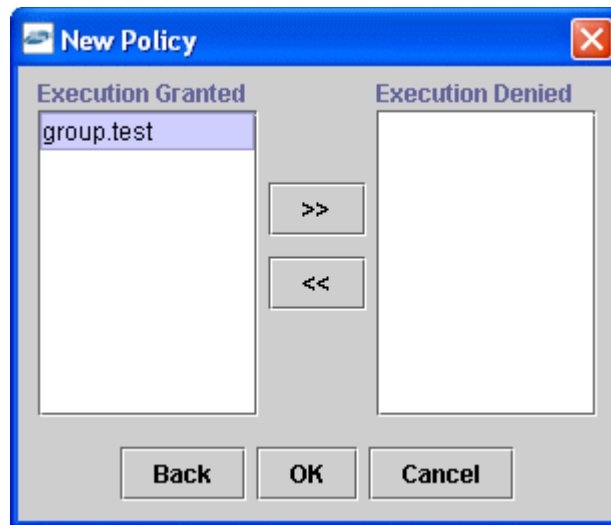 New Policy
Execution Granted
Execution Denied
group.test
>>
<<
Back
OK
Cancel